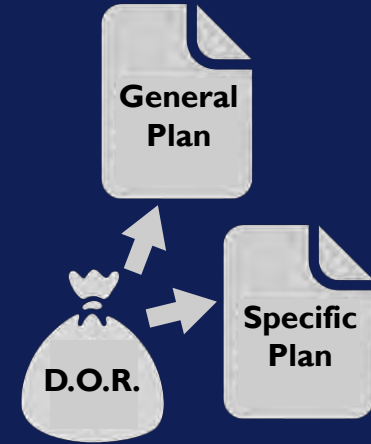 General
Plan
Specific
Plan
D.O.R.